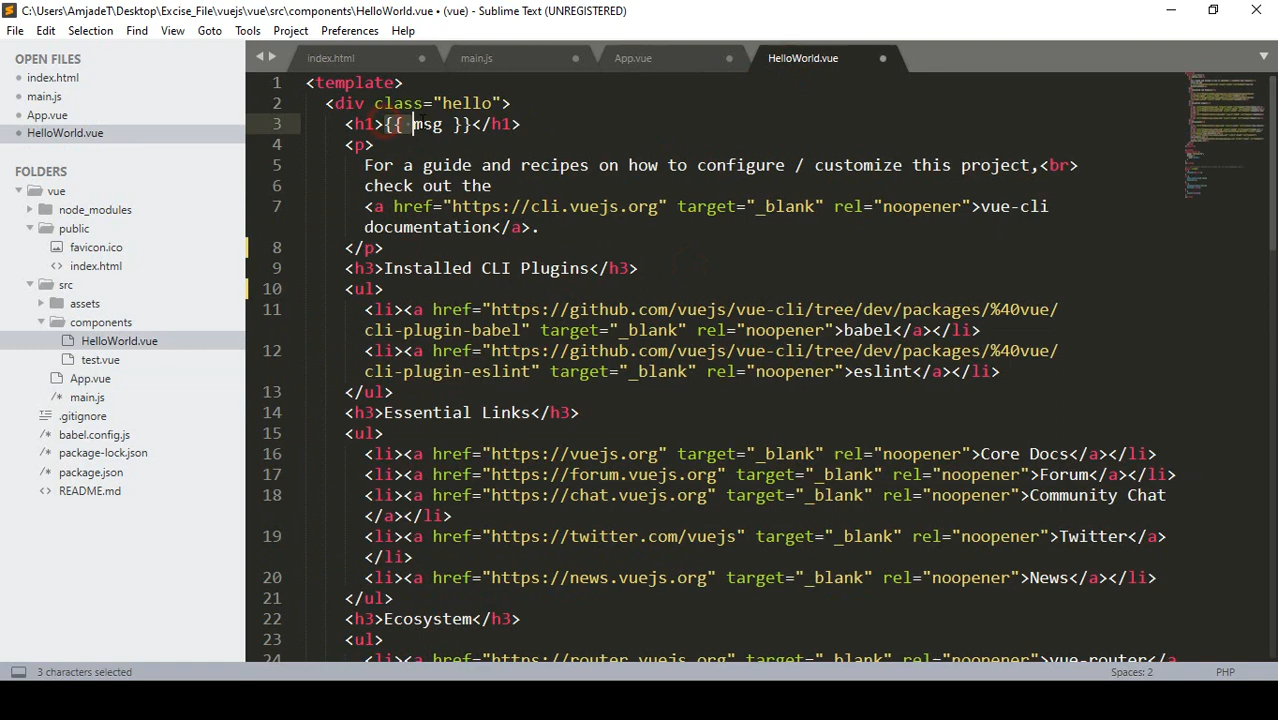 C:\Users\AmjadeT\Desktop\Excise_File\vuejs\vue\src\components\HelloWorld.vue • (vue) - Sublime Text (UNREGISTERED)
File Edit Selection Find View Goto Tools Project Preferences Help
OPEN FILES
index.html
main.js
App.vue
HelloWorld.vue
FOLDERS
vue
node_modules
public
favicon.ico
<> index.html
src
assets
components
HelloWorld.vue
test.vue
App.vue
/* main.js
.gitignore
/* babel.config.js
/* package-lock.json
/* package.json
README.md
index.html main.js App.vue HelloWorld.vue
1 <template>
2 <div class="hello">
3 <h1>{{ msg }}</h1>
4 <p>
5 For a guide and recipes on how to configure / customize this project,<br>
6 check out the
7 <a href="https://cli.vuejs.org" target="_blank" rel="noopener">vue-cli
documentation</a>.
8 </p>
9 <h3>Installed CLI Plugins</h3>
10 <ul>
11 <li><a href="https://github.com/vuejs/vue-cli/tree/dev/packages/%40vue/
cli-plugin-babel" target="_blank" rel="noopener">babel</a></li>
12 <li><a href="https://github.com/vuejs/vue-cli/tree/dev/packages/%40vue/
cli-plugin-eslint" target="_blank" rel="noopener">eslint</a></li>
13 </ul>
14 <h3>Essential Links</h3>
15 <ul>
16 <li><a href="https://vuejs.org" target="_blank" rel="noopener">Core Docs</a></li>
17 <li><a href="https://forum.vuejs.org" target="_blank" rel="noopener">Forum</a></li>
18 <li><a href="https://chat.vuejs.org" target="_blank" rel="noopener">Community Chat
</a></li>
19 <li><a href="https://twitter.com/vuejs" target="_blank" rel="noopener">Twitter</a>
</li>
20 <li><a href="https://news.vuejs.org" target="_blank" rel="noopener">News</a></li>
21 </ul>
22 <h3>Ecosystem</h3>
23 <ul>
24 <li><a href="https://router.vuejs.org" target="_blank" rel="noopener">vue-router</a
3 characters selected
Spaces: 2 PHP